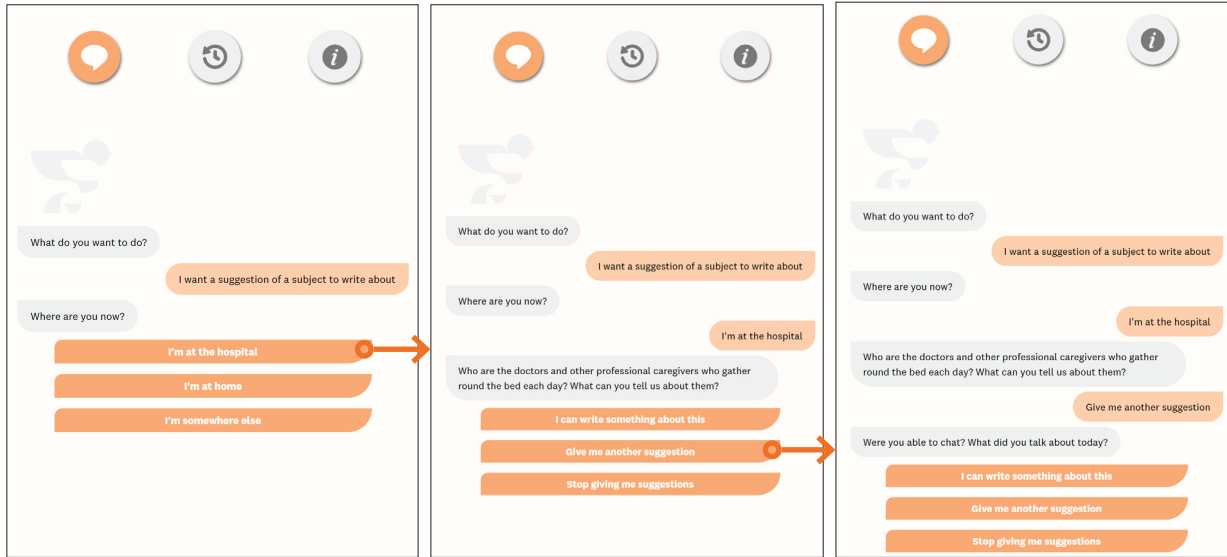 What do you want to do?
I want a suggestion of a subject to write about
Where are you now?
I'm at the hospital
I'm at home
I'm somewhere else
What do you want to do?
I want a suggestion of a subject to write about
Where are you now?
I'm at the hospital
Who are the doctors and other professional caregivers who gather
round the bed each day? What can you tell us about them?
I can write something about this
Give me another suggestion
Stop giving me suggestions
What do you want to do?
I want a suggestion of a subject to write about
Where are you now?
I'm at the hospital
Who are the doctors and other professional caregivers who gather
round the bed each day? What can you tell us about them?
Give me another suggestion
Were you able to chat? What did you talk about today?
I can write something about this
Give me another suggestion
Stop giving me suggestions